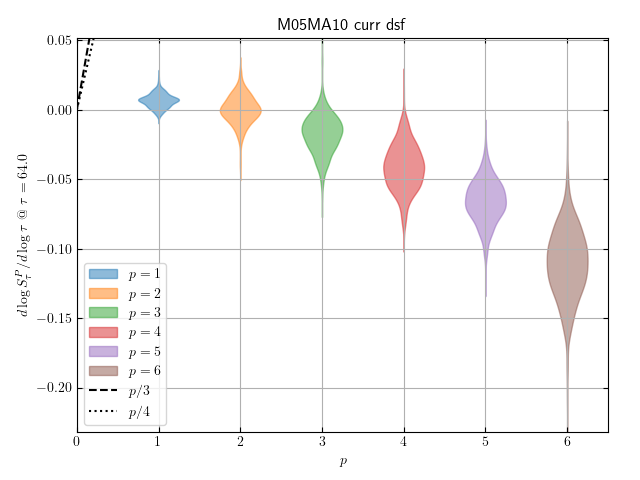 M05MA10 curr dsf
0.05
0.00
−0.05
−0.10
−0.15
−0.20
d log S_τ^P / d log τ @ τ = 64.0
p = 1
p = 2
p = 3
p = 4
p = 5
p = 6
p/3
p/4
0 1 2 3 4 5 6
p